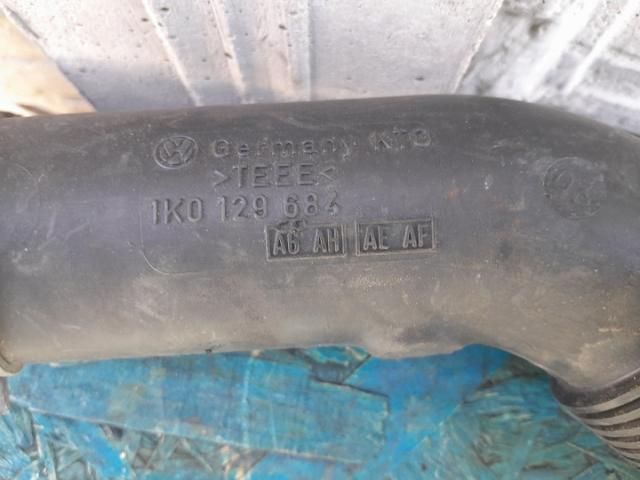 Germany KTG
>TEEE<
1K0 129 684
AG AH AE AF